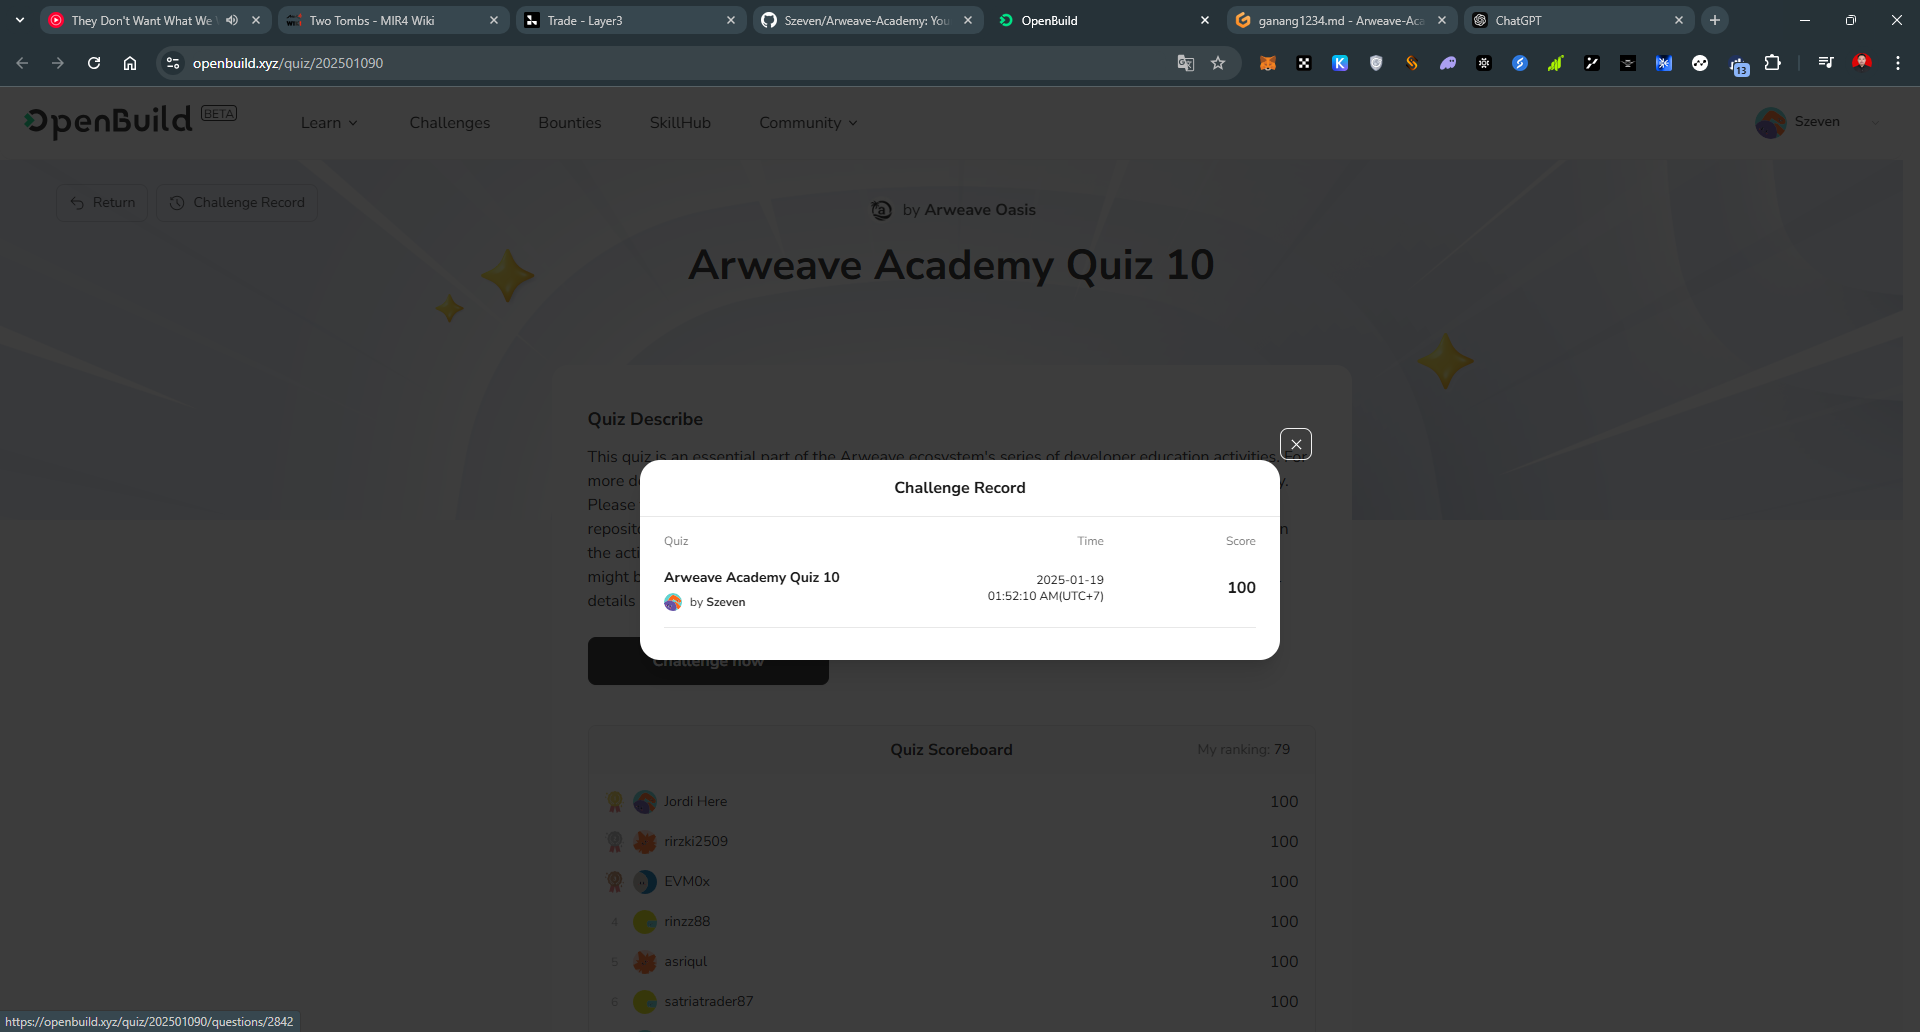 They Don't Want What We
Two Tombs - MIR4 Wiki
Trade - Layer3
Szeven/Arweave-Academy: You
OpenBuild
ganang1234.md - Arweave-Aca
ChatGPT
openbuild.xyz/quiz/202501090
13
OpenBuild
BETA
Learn
Challenges
Bounties
SkillHub
Community
Szeven
Return
Challenge Record
by Arweave Oasis
Arweave Academy Quiz 10
Quiz Describe
This quiz is an essential part of the Arweave ecosystem's series of developer education activities. For
more d
y.
Please
reposito
n
the acti
might b
details
Challenge Record
Quiz
Time
Score
Arweave Academy Quiz 10
by Szeven
2025-01-19
01:52:10 AM(UTC+7)
100
Challenge now
Quiz Scoreboard
My ranking: 79
Jordi Here
100
rirzki2509
100
EVM0x
100
4
rinzz88
100
5
asriqul
100
6
satriatrader87
100
https://openbuild.xyz/quiz/202501090/questions/2842